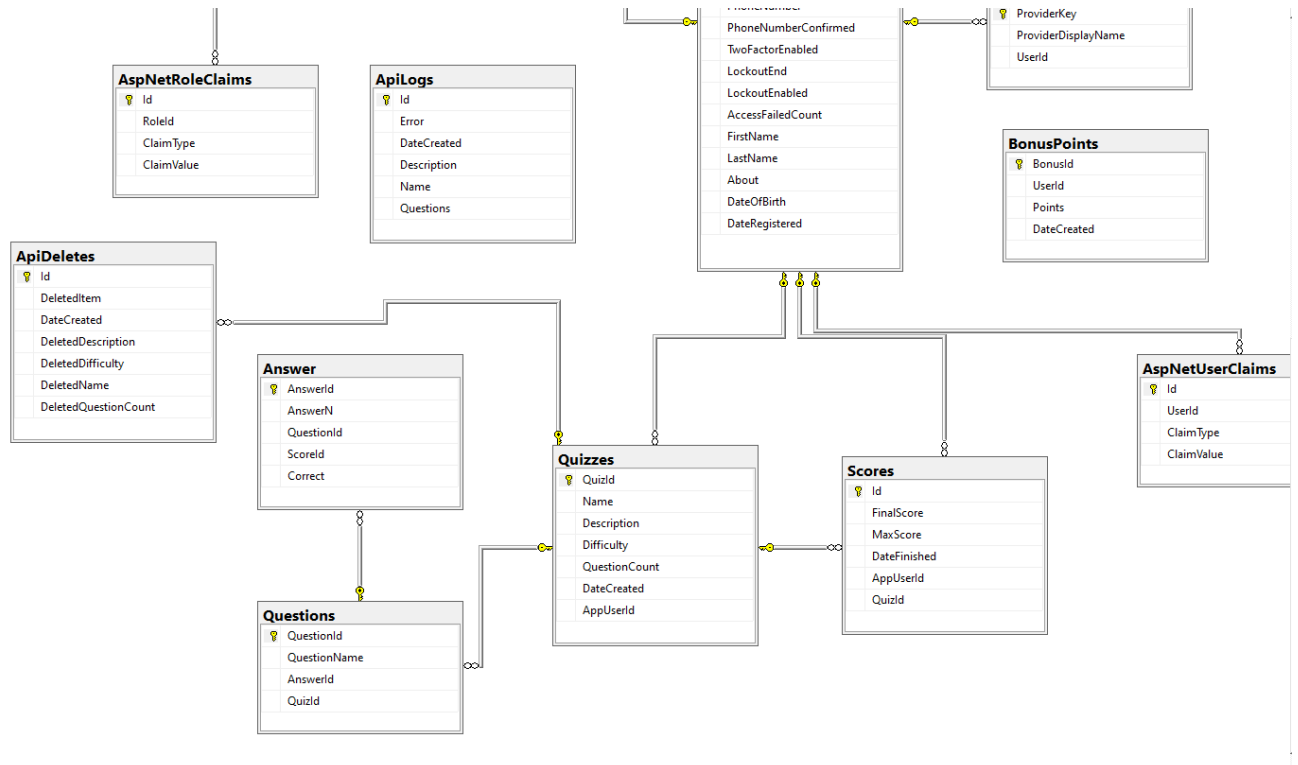 PhoneNumber
PhoneNumberConfirmed
TwoFactorEnabled
LockoutEnd
LockoutEnabled
AccessFailedCount
FirstName
LastName
About
DateOfBirth
DateRegistered
ProviderKey
ProviderDisplayName
UserId
AspNetRoleClaims
Id
RoleId
ClaimType
ClaimValue
ApiLogs
Id
Error
DateCreated
Description
Name
Questions
BonusPoints
BonusId
UserId
Points
DateCreated
ApiDeletes
Id
DeletedItem
DateCreated
DeletedDescription
DeletedDifficulty
DeletedName
DeletedQuestionCount
Answer
AnswerId
AnswerN
QuestionId
ScoreId
Correct
AspNetUserClaims
Id
UserId
ClaimType
ClaimValue
Quizzes
QuizId
Name
Description
Difficulty
QuestionCount
DateCreated
AppUserId
Scores
Id
FinalScore
MaxScore
DateFinished
AppUserId
QuizId
Questions
QuestionId
QuestionName
AnswerId
QuizId